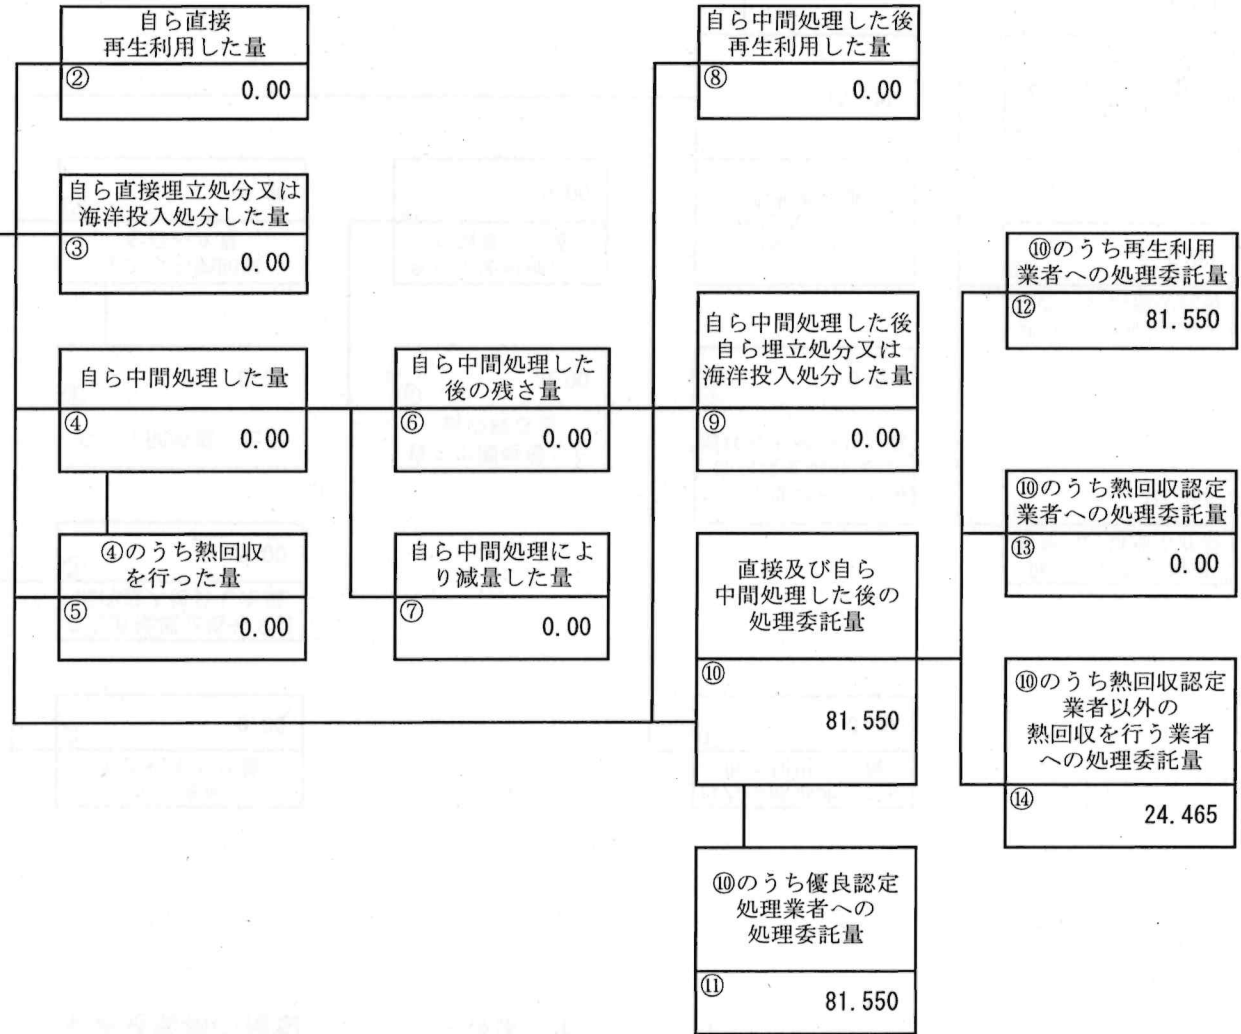 自ら直接
再生利用した量
②
0.00
自ら直接埋立処分又は
海洋投入処分した量
③
0.00
自ら中間処理した量
④
0.00
④のうち熱回収
を行った量
⑤
0.00
自ら中間処理した
後の残さ量
⑥
0.00
自ら中間処理によ
り減量した量
⑦
0.00
自ら中間処理した後
再生利用した量
⑧
0.00
自ら中間処理した後
自ら埋立処分又は
海洋投入処分した量
⑨
0.00
直接及び自ら
中間処理した後の
処理委託量
⑩
81.550
⑩のうち優良認定
処理業者への
処理委託量
⑪
81.550
⑩のうち再生利用
業者への処理委託量
⑫
81.550
⑩のうち熱回収認定
業者への処理委託量
⑬
0.00
⑩のうち熱回収認定
業者以外の
熱回収を行う業者
への処理委託量
⑭
24.465